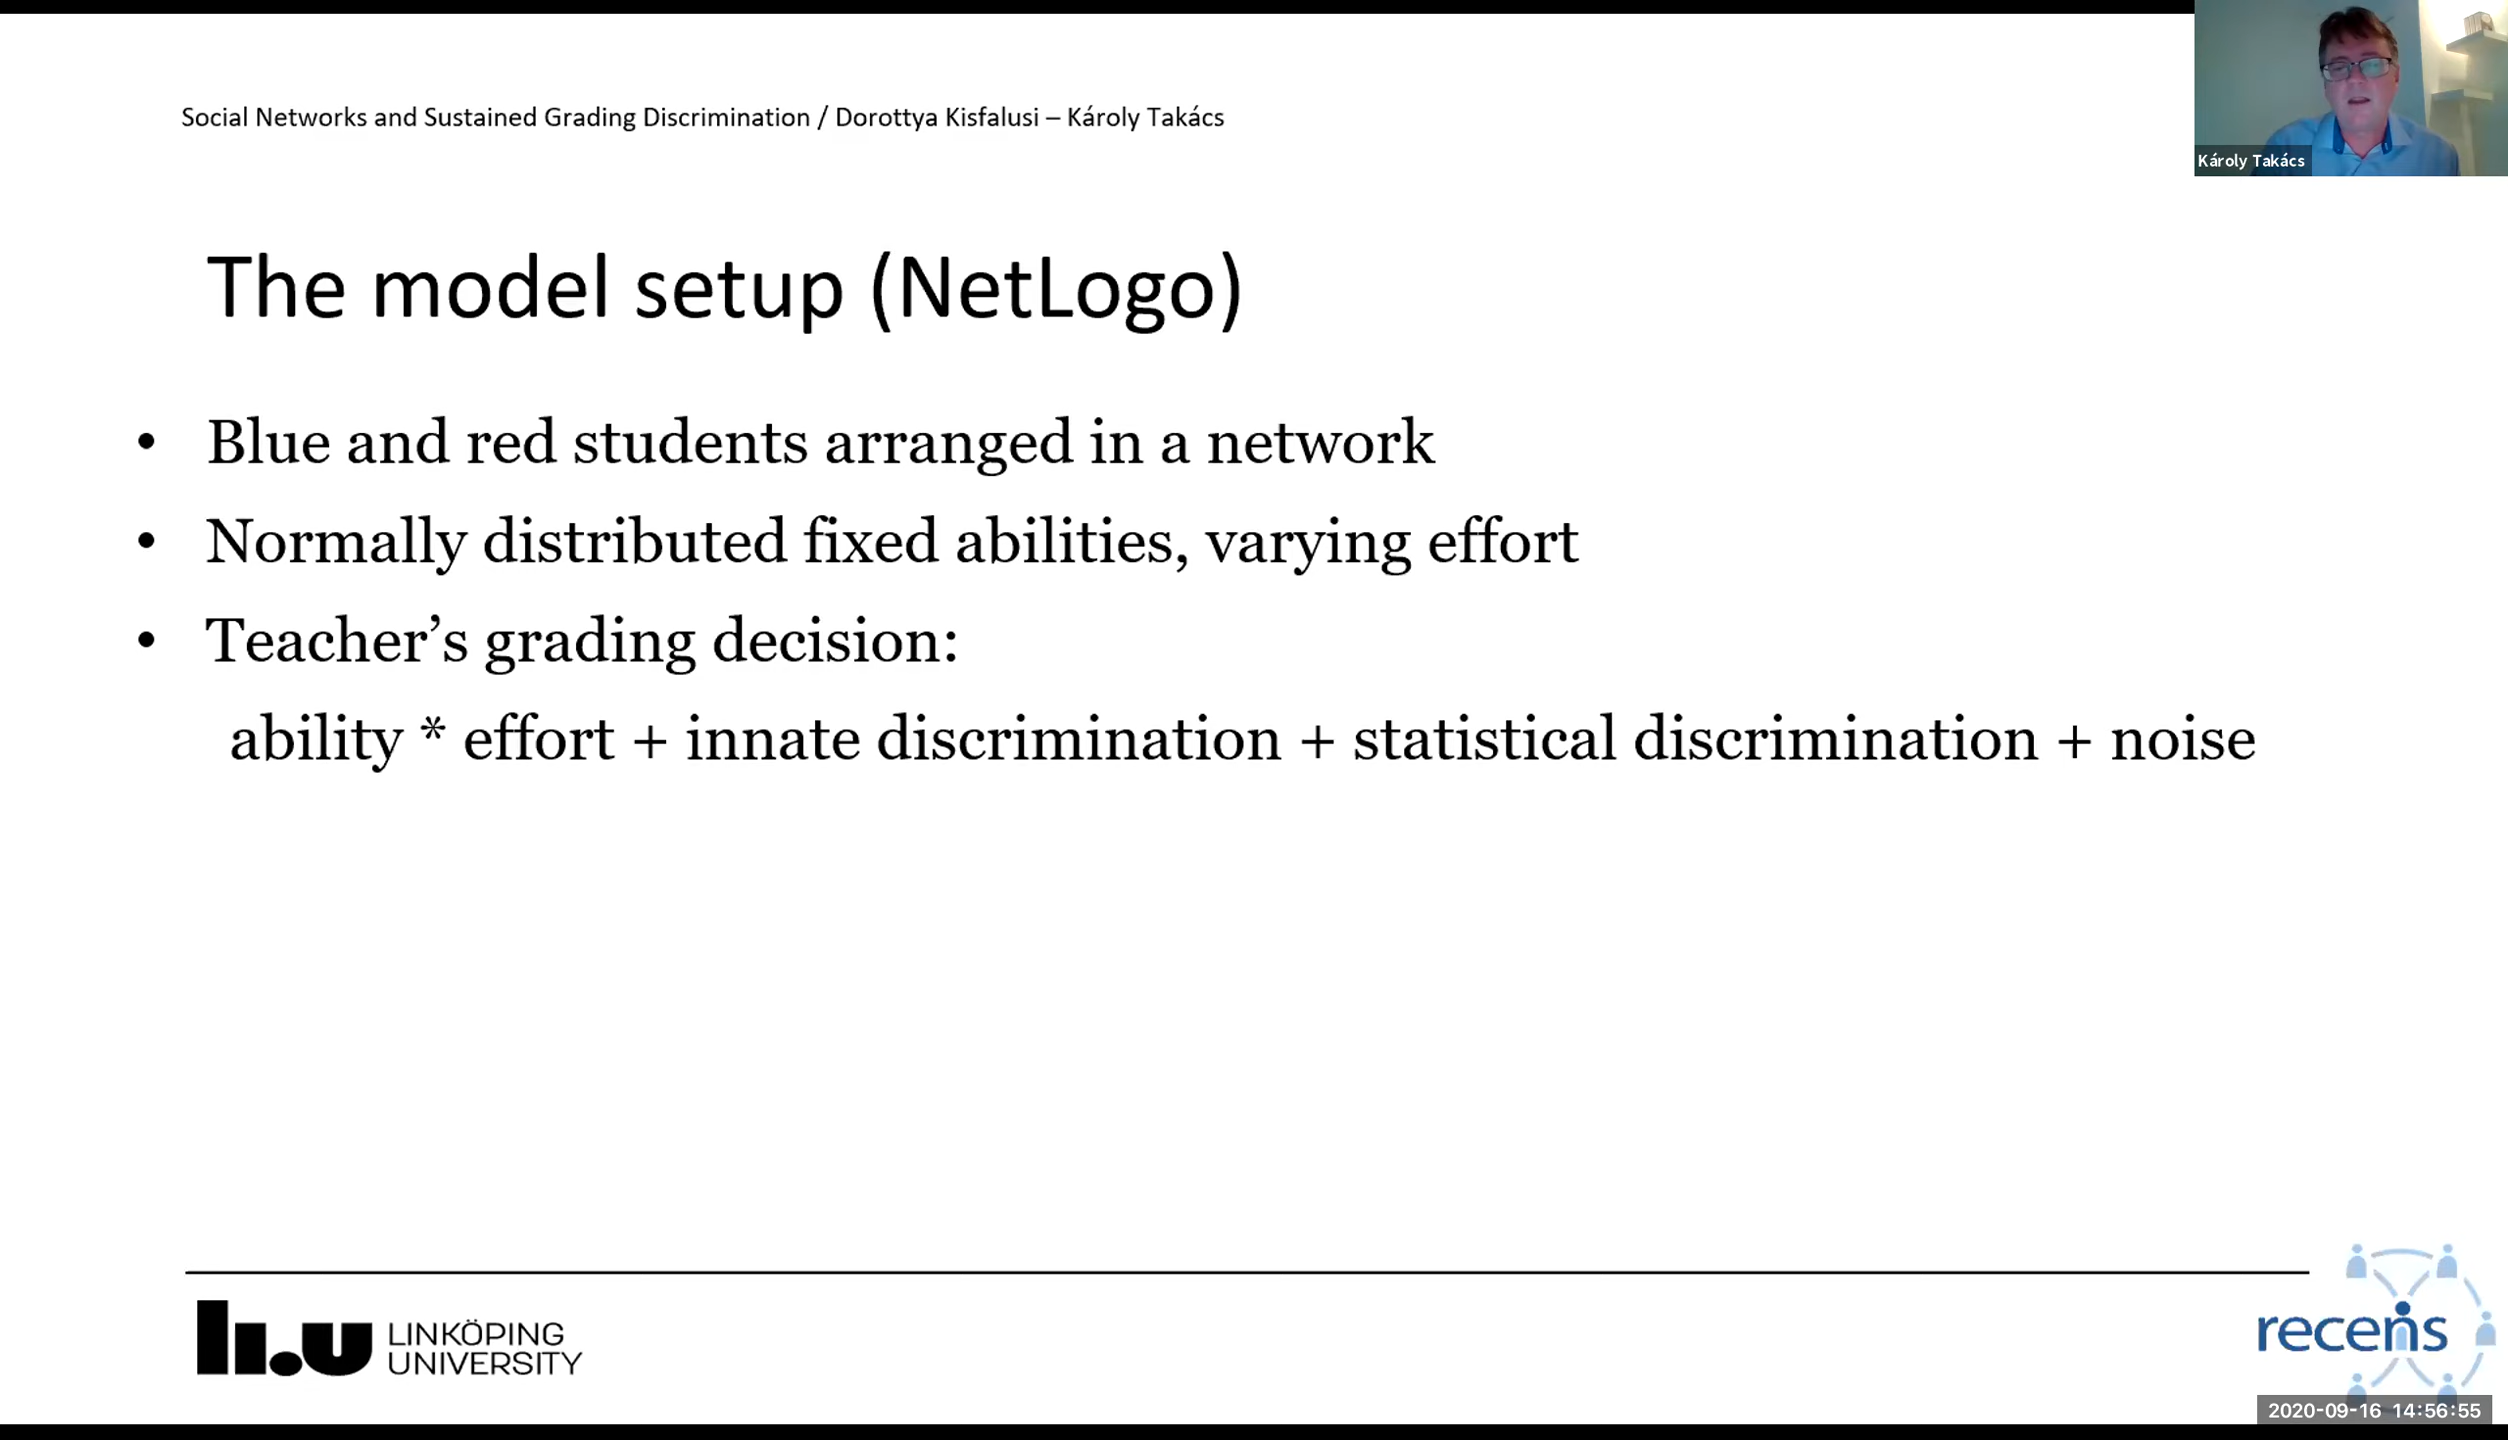 Social Networks and Sustained Grading Discrimination / Dorottya Kisfalusi – Károly Takács
Károly Takács
The model setup (NetLogo)
• Blue and red students arranged in a network
• Normally distributed fixed abilities, varying effort
• Teacher’s grading decision:
ability * effort + innate discrimination + statistical discrimination + noise
li.u LINKÖPING
UNIVERSITY
recens
2020-09-16 14:56:55